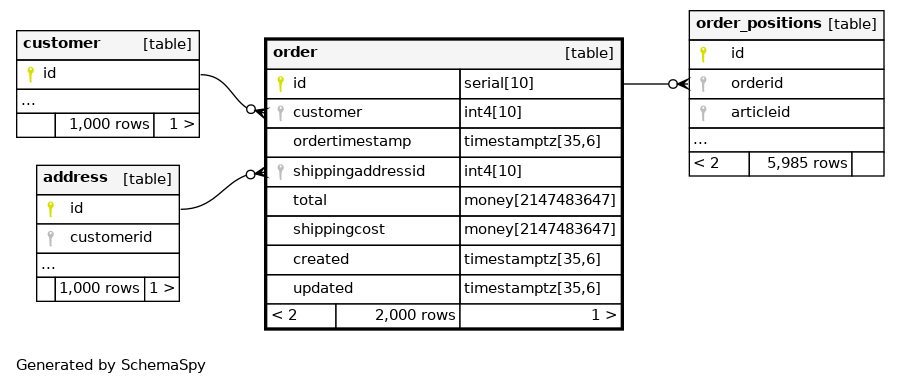 customer [table]
id
...
1,000 rows 1 >
address [table]
id
customerid
...
1,000 rows 1 >
order [table]
id serial[10]
customer int4[10]
ordertimestamp timestamptz[35,6]
shippingaddressid int4[10]
total money[2147483647]
shippingcost money[2147483647]
created timestamptz[35,6]
updated timestamptz[35,6]
< 2 2,000 rows 1 >
order_positions [table]
id
orderid
articleid
...
< 2 5,985 rows
Generated by SchemaSpy